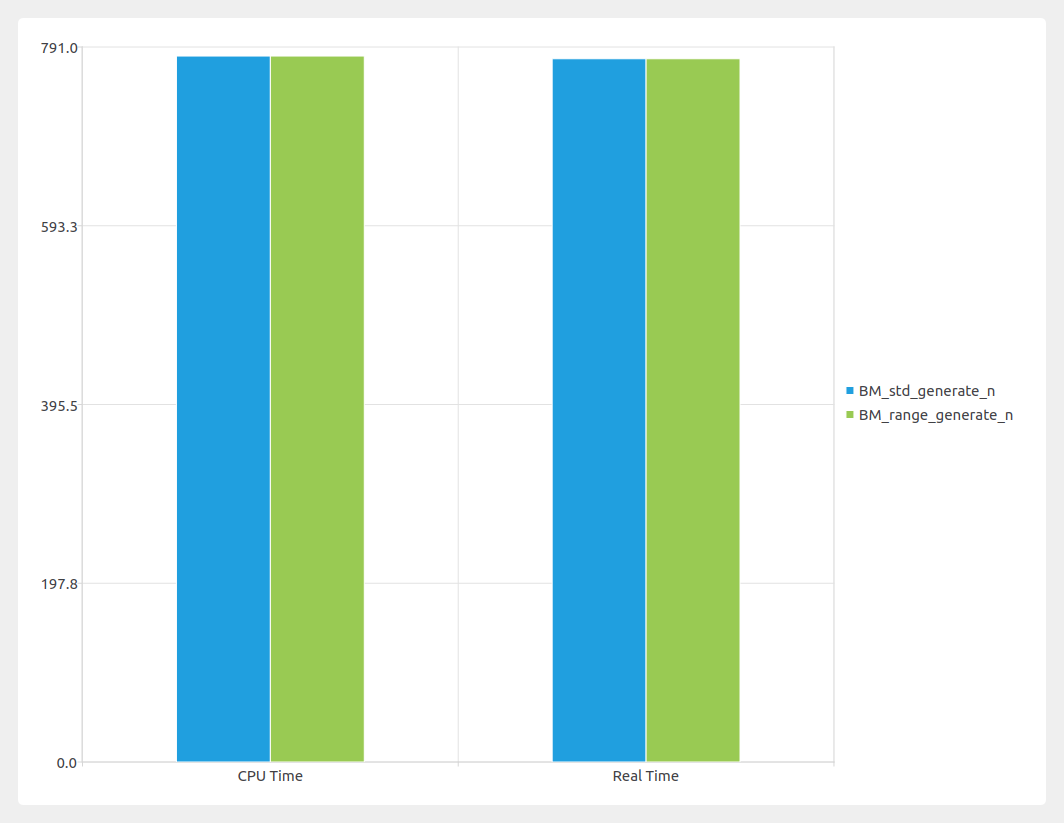 791.0
593.3
395.5
197.8
0.0
CPU Time
Real Time
BM_std_generate_n
BM_range_generate_n